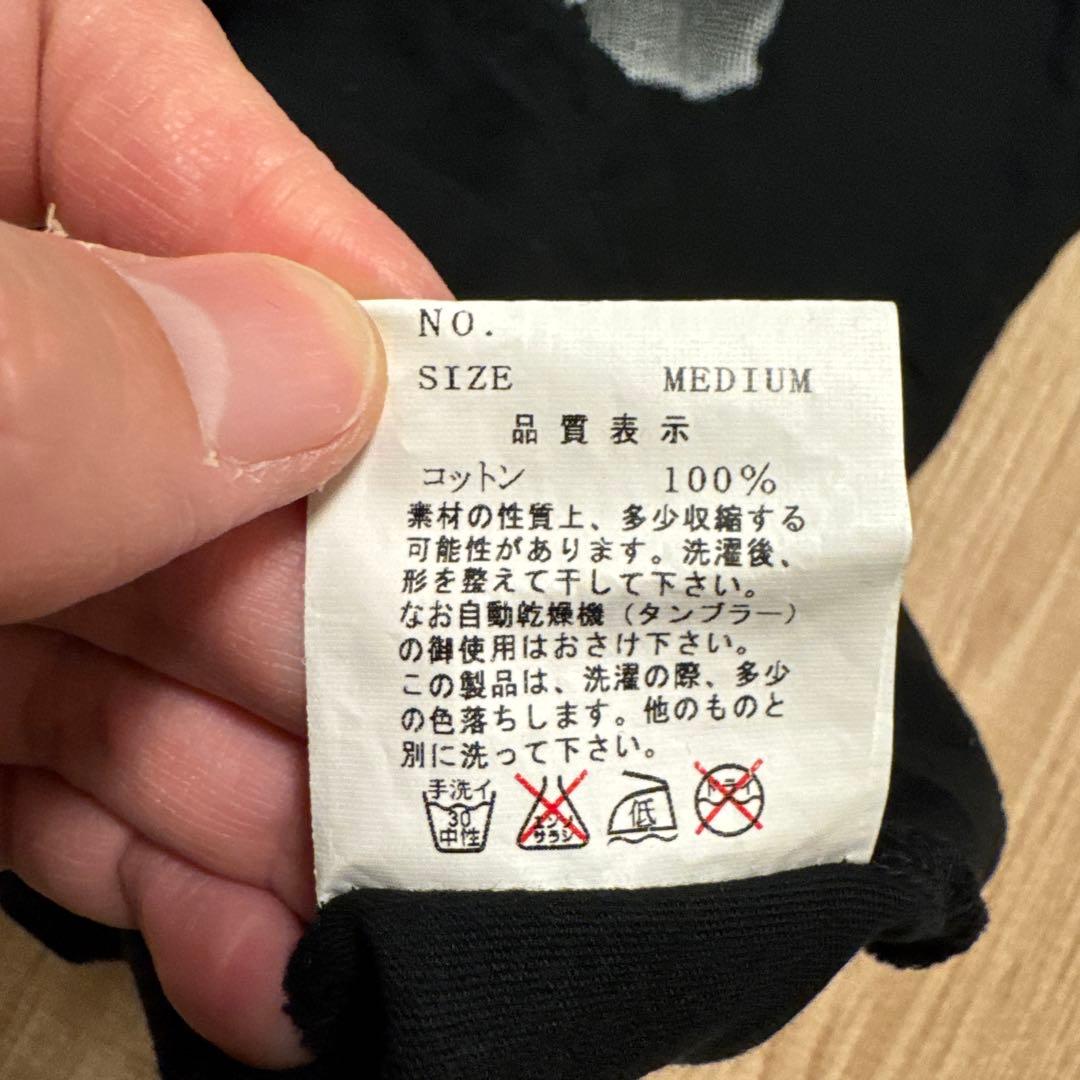 NO.
SIZE MEDIUM
品質表示
コットン 100%
素材の性質上、多少収縮する
可能性があります。洗濯後、
形を整えて干して下さい。
なお自動乾燥機（タンブラー）
の御使用はおさけ下さい。
この製品は、洗濯の際、多少
の色落ちします。他のものと
別に洗って下さい。
手洗イ
30
中性
エンソ
サラシ
低
ドライ